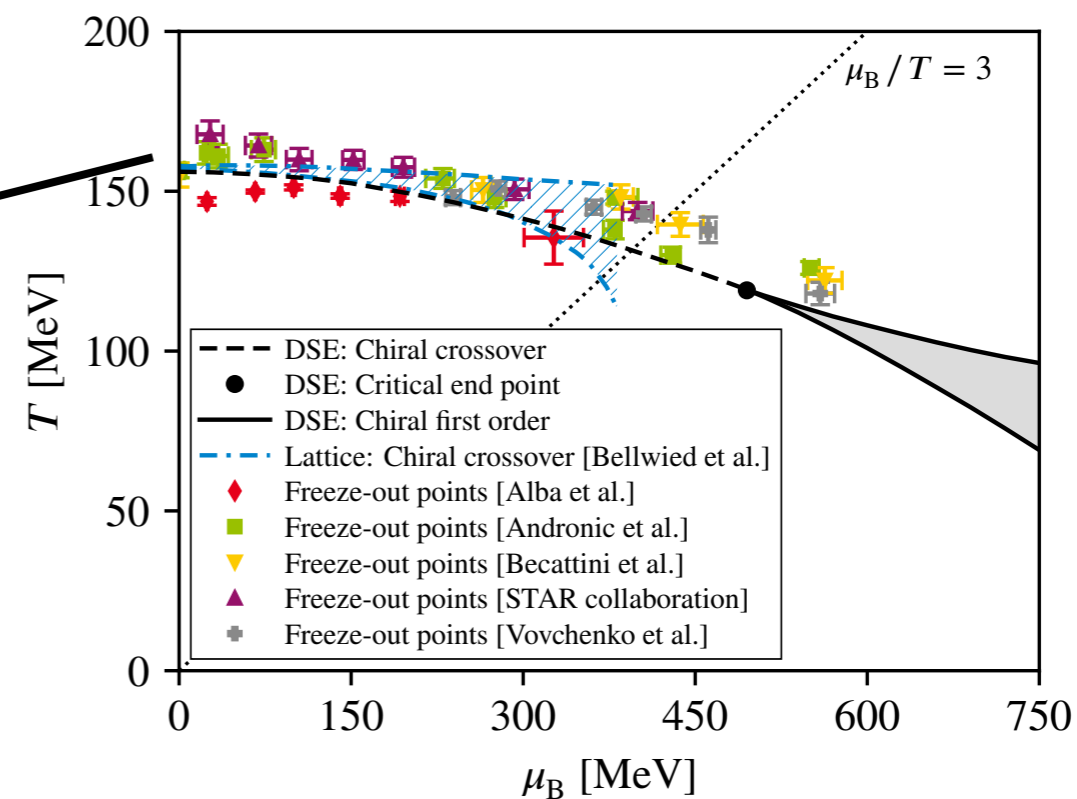 200
μB / T = 3
150
T [MeV]
100
DSE: Chiral crossover
DSE: Critical end point
DSE: Chiral first order
Lattice: Chiral crossover [Bellwied et al.]
Freeze-out points [Alba et al.]
50
Freeze-out points [Andronic et al.]
Freeze-out points [Becattini et al.]
Freeze-out points [STAR collaboration]
Freeze-out points [Vovchenko et al.]
0
0 150 300 450 600 750
μB [MeV]